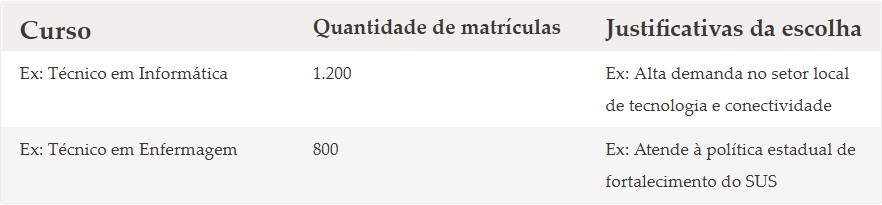 Curso Quantidade de matrículas Justificativas da escolha
Ex: Técnico em Informática 1.200 Ex: Alta demanda no setor local
de tecnologia e conectividade
Ex: Técnico em Enfermagem 800 Ex: Atende à política estadual de
fortalecimento do SUS